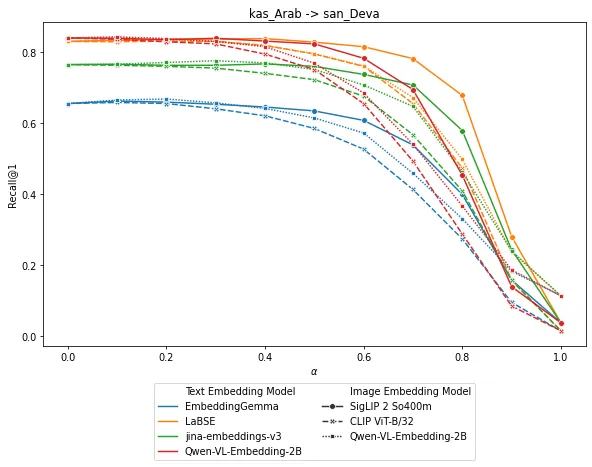 kas_Arab -> san_Deva
Recall@1
0.8
0.6
0.4
0.2
0.0
0.0 0.2 0.4 0.6 0.8 1.0
α
Text Embedding Model
EmbeddingGemma
LaBSE
jina-embeddings-v3
Qwen-VL-Embedding-2B
Image Embedding Model
SigLIP 2 So400m
CLIP ViT-B/32
Qwen-VL-Embedding-2B